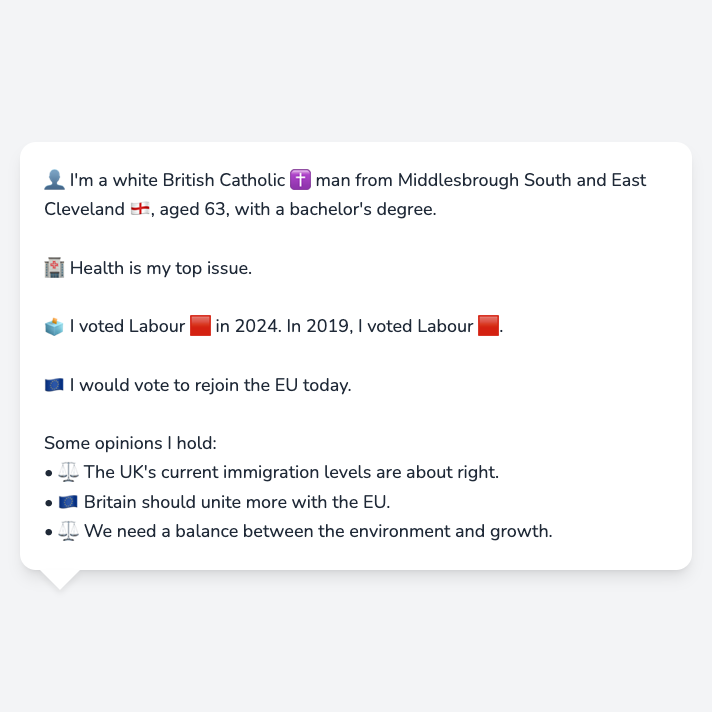 👤 I'm a white British Catholic ✝️ man from Middlesbrough South and East
Cleveland 🏴󠁧󠁢󠁥󠁮󠁧󠁿, aged 63, with a bachelor's degree.
🏥 Health is my top issue.
🗳️ I voted Labour 🟥 in 2024. In 2019, I voted Labour 🟥.
🇪🇺 I would vote to rejoin the EU today.
Some opinions I hold:
• ⚖️ The UK's current immigration levels are about right.
• 🇪🇺 Britain should unite more with the EU.
• ⚖️ We need a balance between the environment and growth.